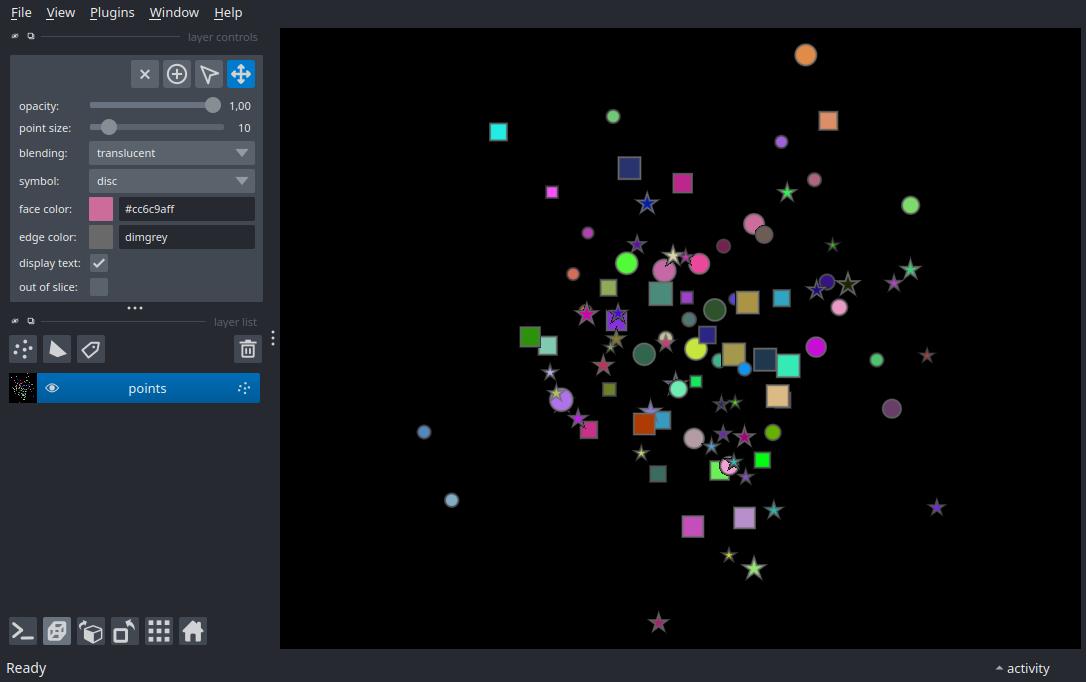 File View Plugins Window Help
layer controls
opacity: 1,00
point size: 10
blending: translucent
symbol: disc
face color: #cc6c9aff
edge color: dimgrey
display text:
out of slice:
layer list
points
Ready
activity